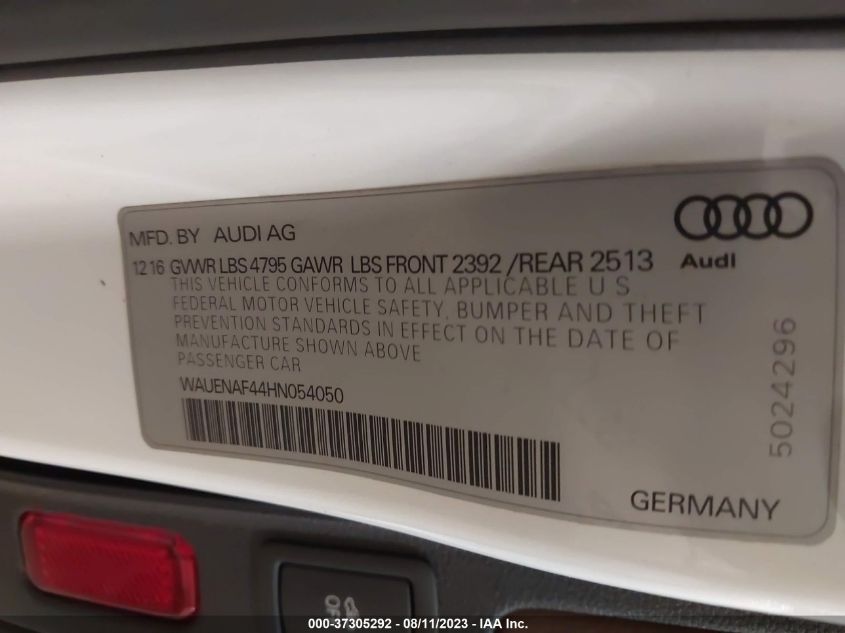 MFD. BY AUDI AG
12 16 GVWR LBS 4795 GAWR LBS FRONT 2392 /REAR 2513
Audi
THIS VEHICLE CONFORMS TO ALL APPLICABLE U S
FEDERAL MOTOR VEHICLE SAFETY, BUMPER AND THEFT
PREVENTION STANDARDS IN EFFECT ON THE DATE OF
MANUFACTURE SHOWN ABOVE
PASSENGER CAR
WAUENAF44HN054050
5024296
GERMANY
000-37305292 - 08/11/2023 - IAA Inc.